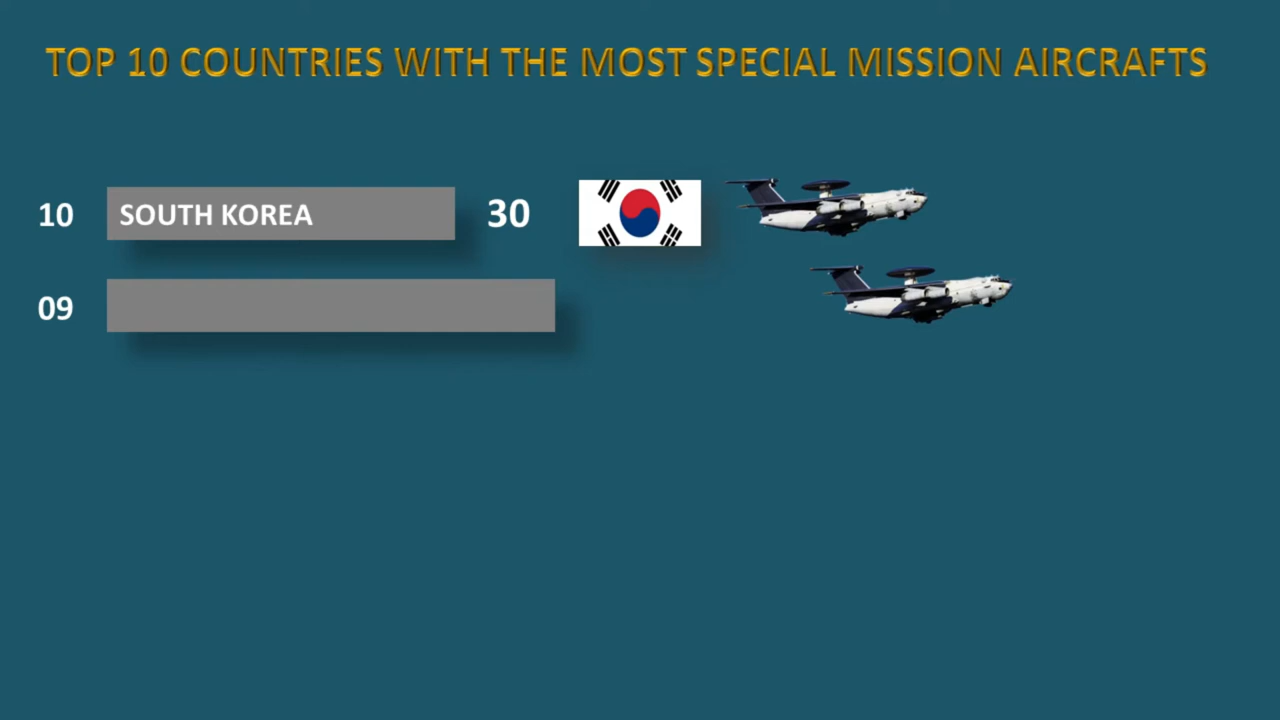 TOP 10 COUNTRIES WITH THE MOST SPECIAL MISSION AIRCRAFTS
10 SOUTH KOREA 30
09